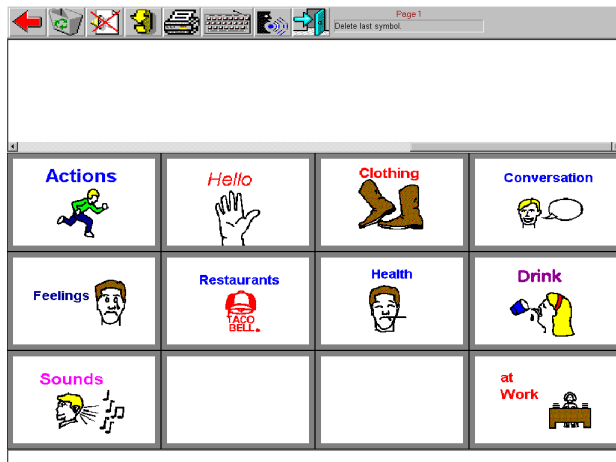 Page 1
Delete last symbol.
Actions
Hello
Clothing
Conversation
Feelings
Restaurants
TACO
BELL.
Health
Drink
Sounds
at
Work